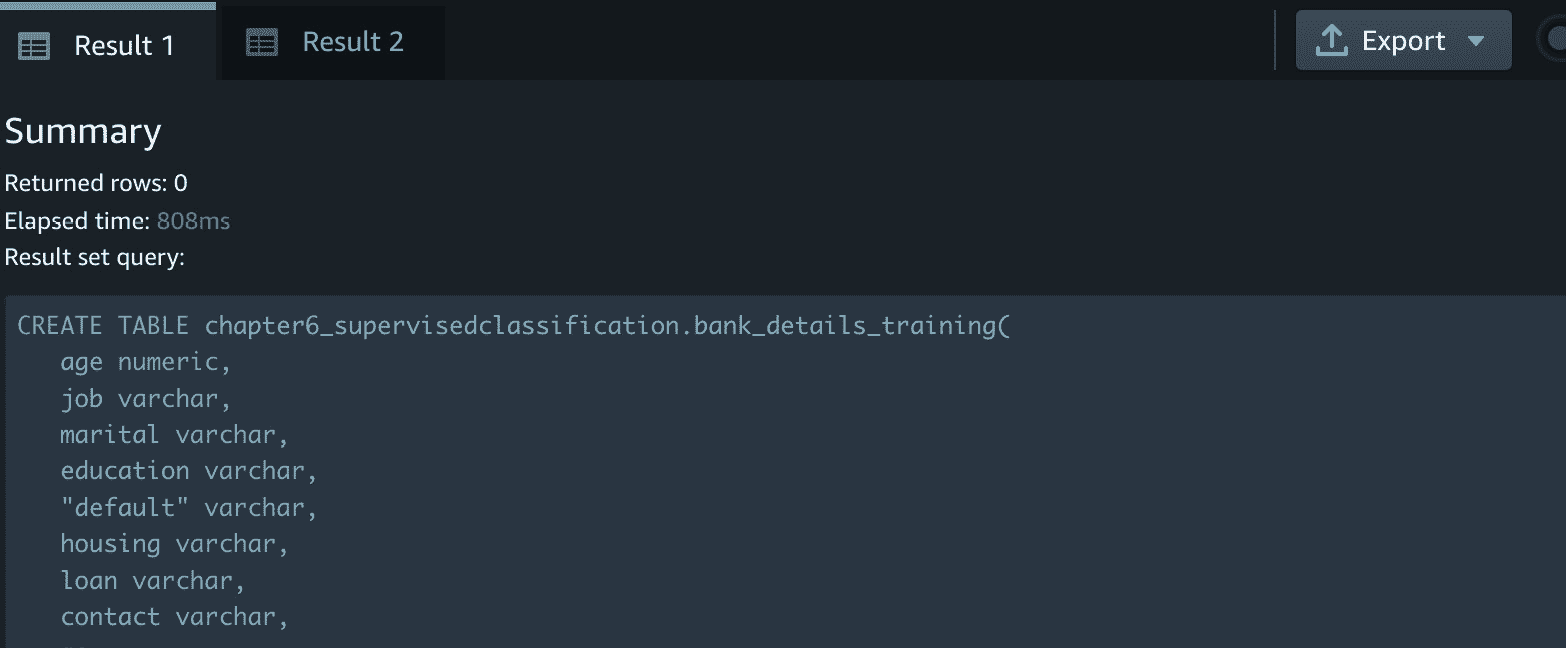 Result 1
Result 2
Export
Summary
Returned rows: 0
Elapsed time: 808ms
Result set query:
CREATE TABLE chapter6_supervisedclassification.bank_details_training(
age numeric,
job varchar,
marital varchar,
education varchar,
"default" varchar,
housing varchar,
loan varchar,
contact varchar,